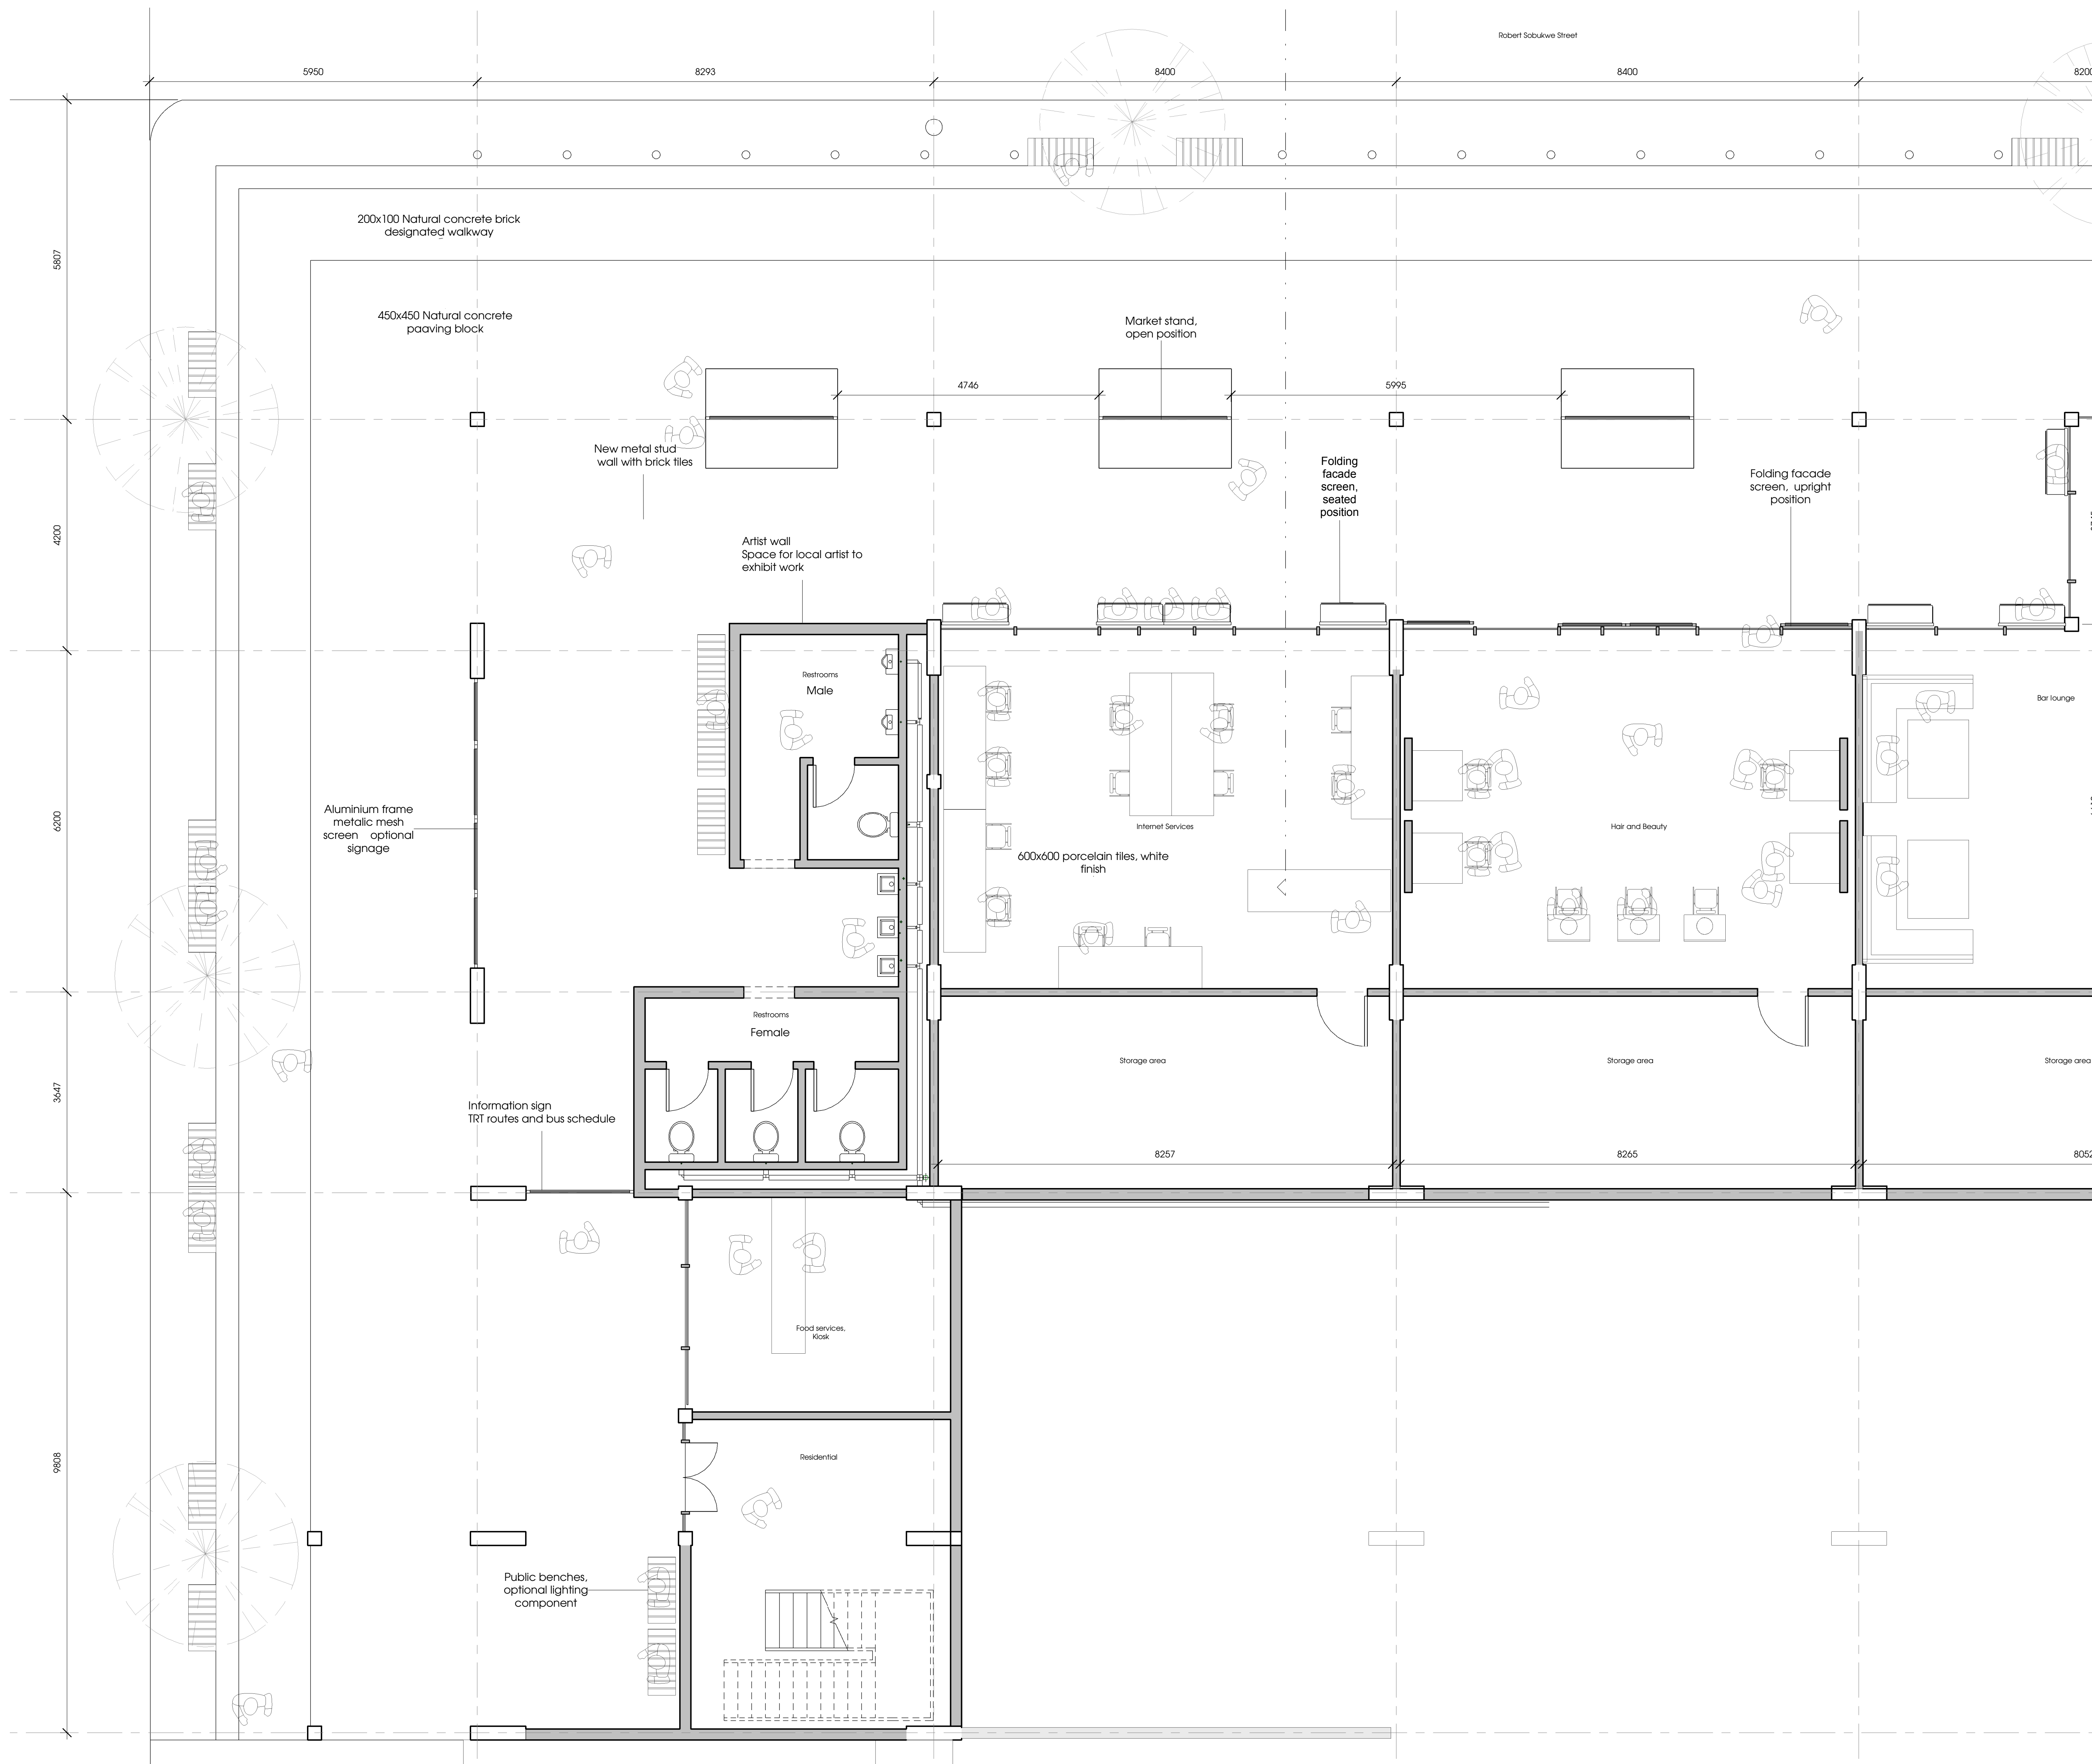 Robert Sobukwe Street
5950
8293
8400
8400
8200
200x100 Natural concrete brick
designated walkway
5807
450x450 Natural concrete
paaving block
Market stand,
open position
4746
5995
New metal stud
wall with brick tiles
Folding
facade
screen,
seated
position
Folding facade
screen, upright
position
4200
Artist wall
Space for local artist to
exhibit work
Restrooms
Male
Bar lounge
Aluminium frame
metalic mesh
screen optional
signage
6200
Internet Services
Hair and Beauty
600x600 porcelain tiles, white
finish
Restrooms
Female
Storage area
Storage area
Storage area
3647
Information sign
TRT routes and bus schedule
8257
8265
8052
Food services,
Kiosk
9808
Residential
Public benches,
optional lighting
component